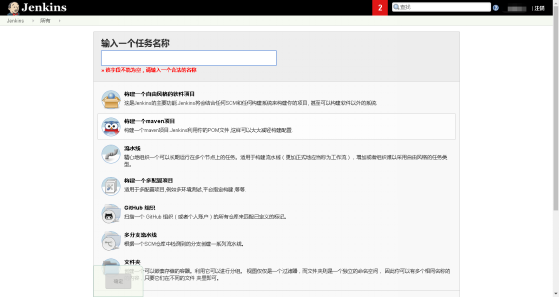 Jenkins
2
查找
注销
Jenkins
所有
输入一个任务名称
» 该字段不能为空，请输入一个合法的名称
构建一个自由风格的软件项目
这是Jenkins的主要功能.Jenkins将会结合任何SCM和任何构建系统来构建你的项目, 甚至可以构建软件以外的系统.
构建一个maven项目
构建一个maven项目.Jenkins利用你的POM文件,这样可以大大减轻构建配置.
流水线
精心地组织一个可以长期运行在多个节点上的任务。适用于构建流水线（更加正式地应当称为工作流），增加或者组织难以采用自由风格的任务类型。
构建一个多配置项目
适用于多配置项目,例如多环境测试,平台指定构建,等等.
GitHub 组织
扫描一个 GitHub 组织（或者个人账户）的所有仓库来匹配已定义的标记。
多分支流水线
根据一个SCM仓库中检测到的分支创建一系列流水线。
文件夹
一个可以嵌套存储的容器。利用它可以进行分组。 视图仅仅是一个过滤器，而文件夹则是一个独立的命名空间， 因此你可以有多个相同名称的
只要它们在不同的文件 夹里即可。
确定